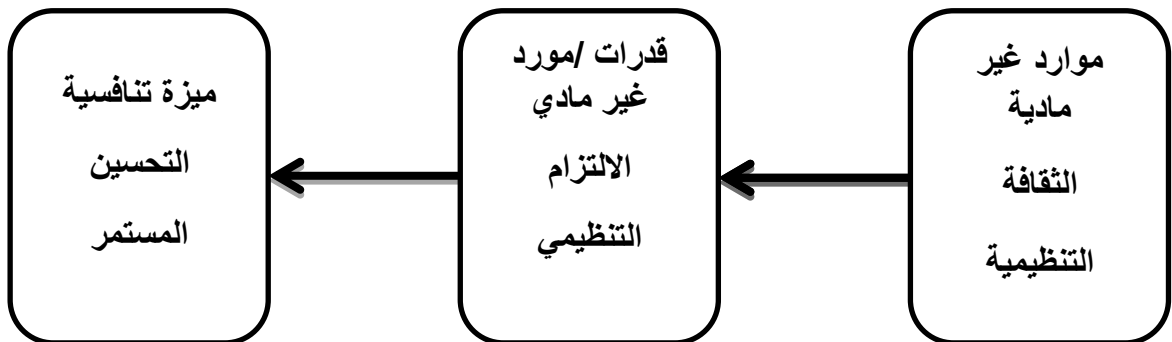 موارد غير
مادية
الثقافة
التنظيمية
قدرات /مورد
غير مادي
الالتزام
التنظيمي
ميزة تنافسية
التحسين
المستمر